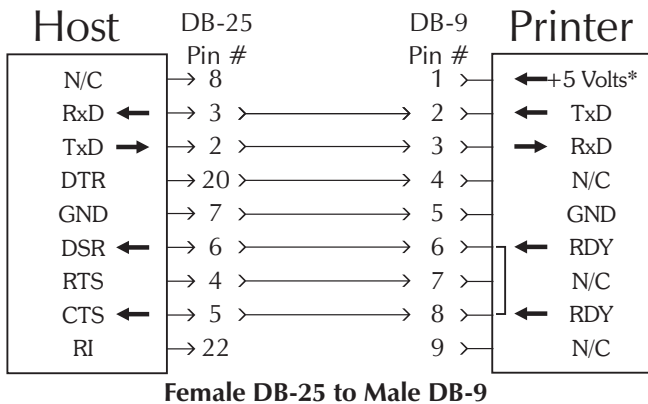 Host DB-25 Pin # DB-9 Pin # Printer
N/C 8 1 +5 Volts*
RxD 3 2 TxD
TxD 2 3 RxD
DTR 20 4 N/C
GND 7 5 GND
DSR 6 6 RDY
RTS 4 7 N/C
CTS 5 8 RDY
RI 22 9 N/C
Female DB-25 to Male DB-9